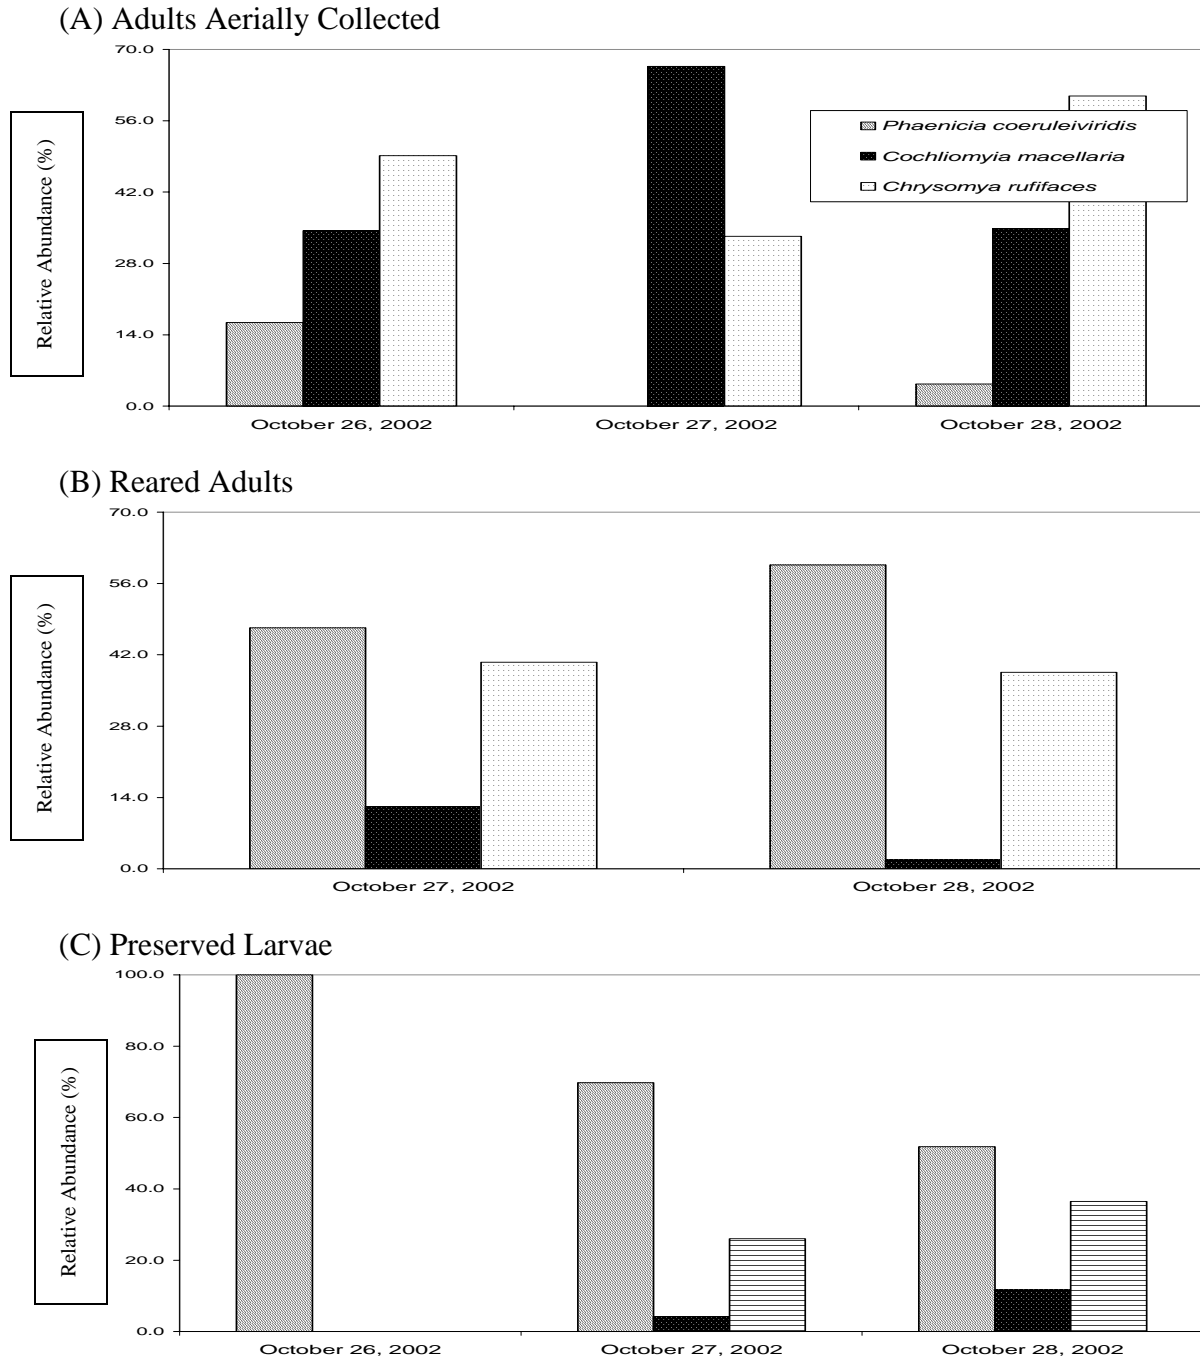 (A) Adults Aerially Collected
Relative Abundance (%)
70.0
56.0
42.0
28.0
14.0
0.0
Phaenicia coeruleiviridis
Cochliomyia macellaria
Chrysomya rufifaces
October 26, 2002 October 27, 2002 October 28, 2002
(B) Reared Adults
Relative Abundance (%)
70.0
56.0
42.0
28.0
14.0
0.0
October 27, 2002 October 28, 2002
(C) Preserved Larvae
Relative Abundance (%)
100.0
80.0
60.0
40.0
20.0
0.0
October 26, 2002 October 27, 2002 October 28, 2002